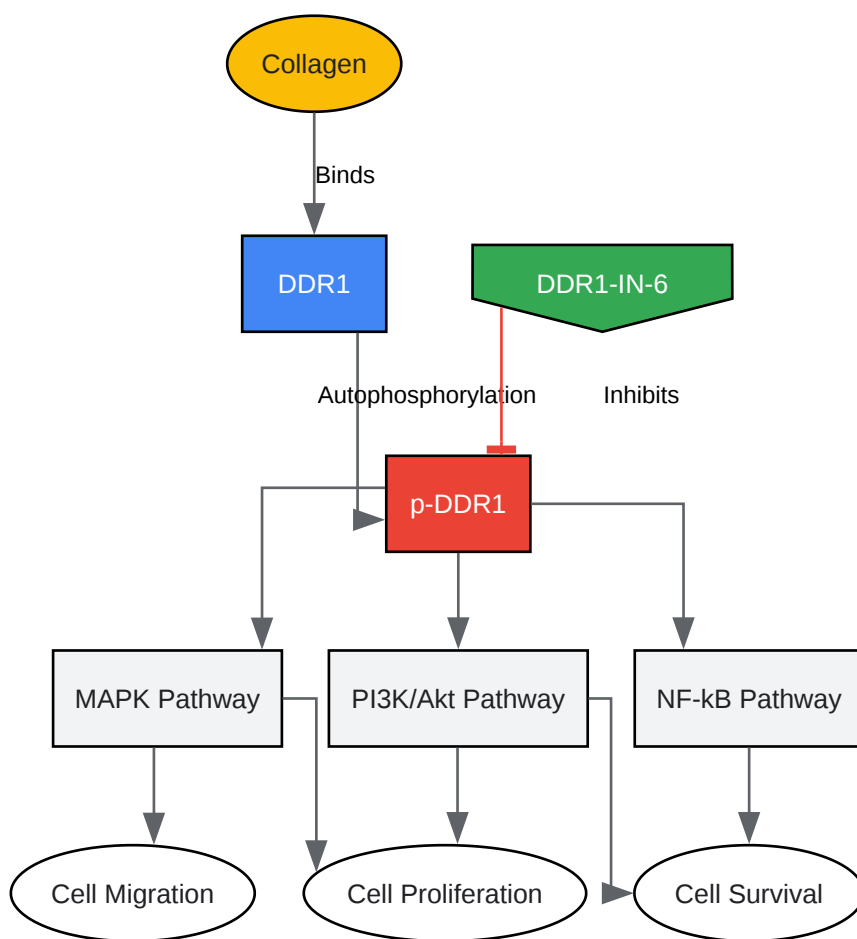 Collagen
Binds
DDR1
DDR1-IN-6
Autophosphorylation
Inhibits
p-DDR1
MAPK Pathway
PI3K/Akt Pathway
NF-kB Pathway
Cell Migration
Cell Proliferation
Cell Survival